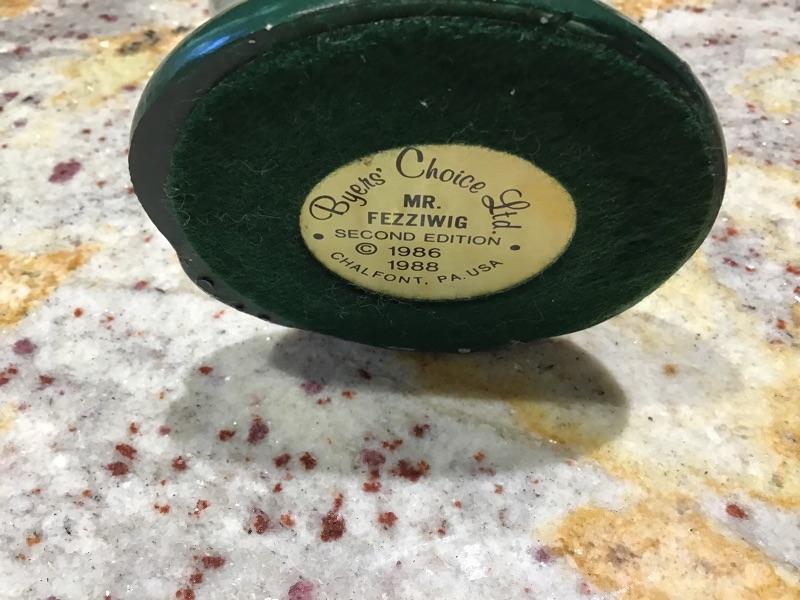 Byers' Choice Ltd.
MR.
FEZZIWIG
• SECOND EDITION •
© 1986
1988
CHALFONT, PA. USA